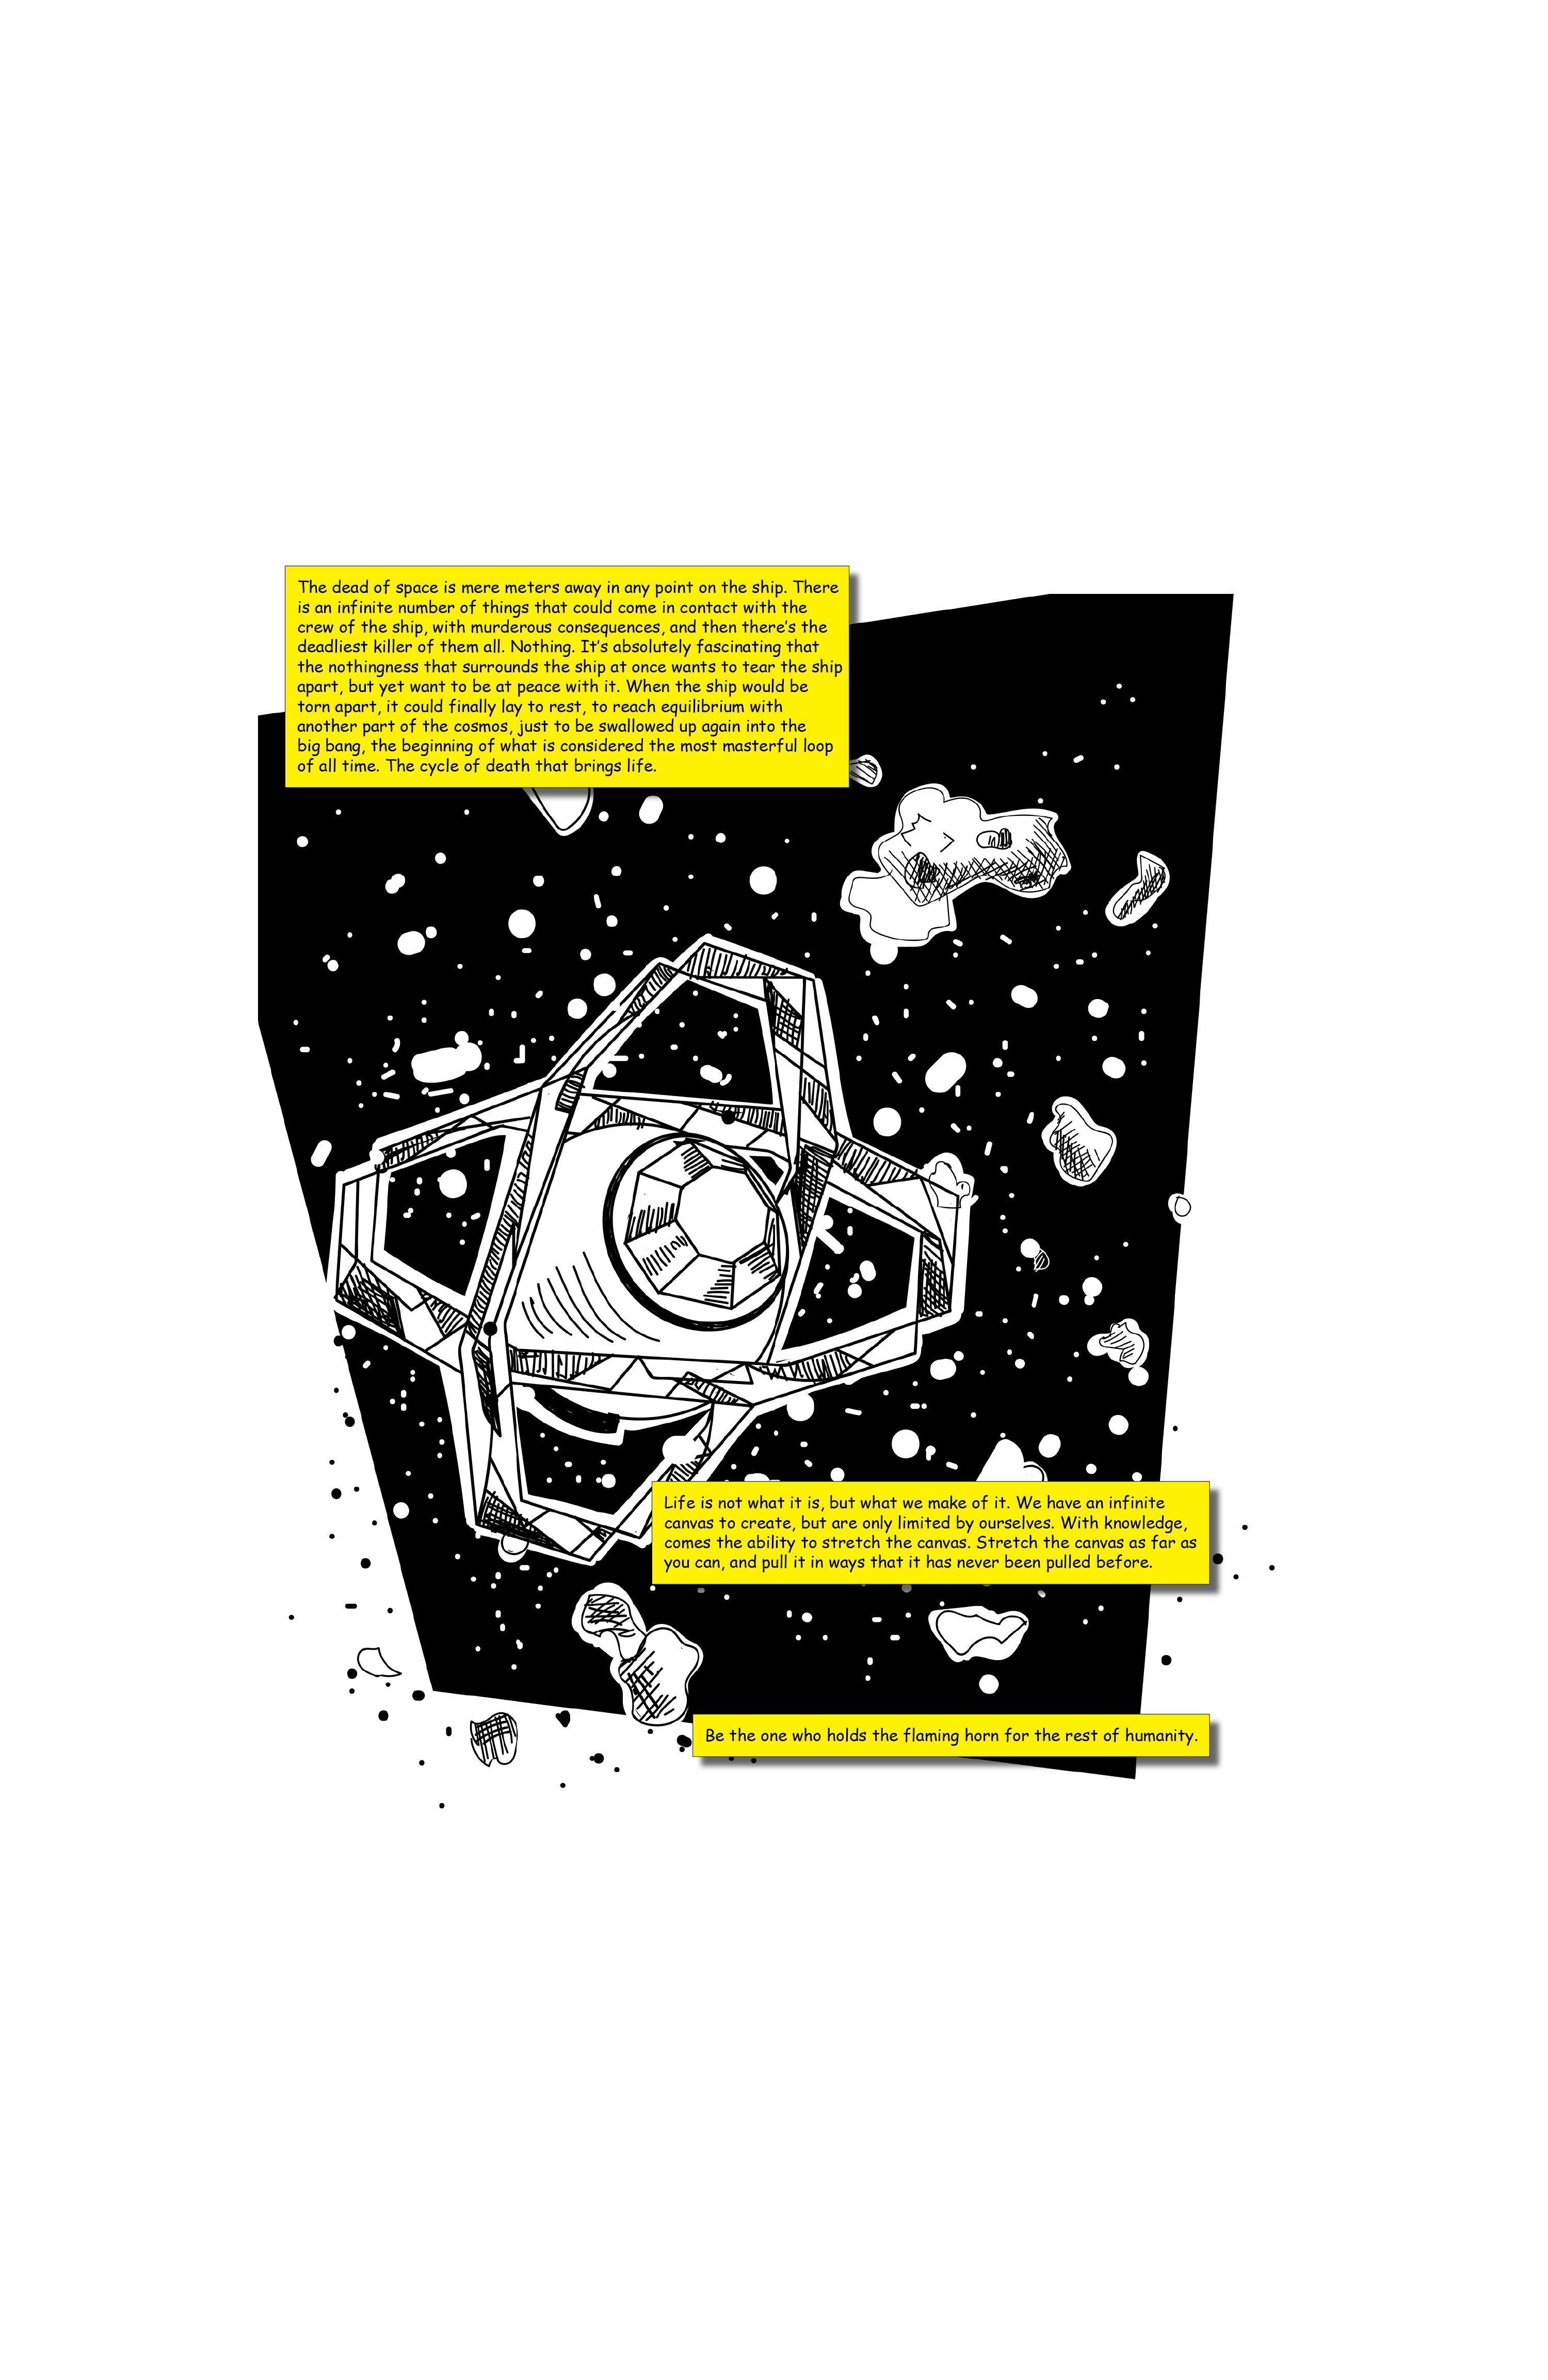 The dead of space is mere meters away in any point on the ship. There
is an infinite number of things that could come in contact with the
crew of the ship, with murderous consequences, and then there's the
deadliest killer of them all. Nothing. It's absolutely fascinating that
the nothingness that surrounds the ship at once wants to tear the ship
apart, but yet want to be at peace with it. When the ship would be
torn apart, it could finally lay to rest, to reach equilibrium with
another part of the cosmos, just to be swallowed up again into the
big bang, the beginning of what is considered the most masterful loop
of all time. The cycle of death that brings life.
Life is not what it is, but what we make of it. We have an infinite
canvas to create, but are only limited by ourselves. With knowledge,
comes the ability to stretch the canvas. Stretch the canvas as far as
you can, and pull it in ways that it has never been pulled before.
Be the one who holds the flaming horn for the rest of humanity.